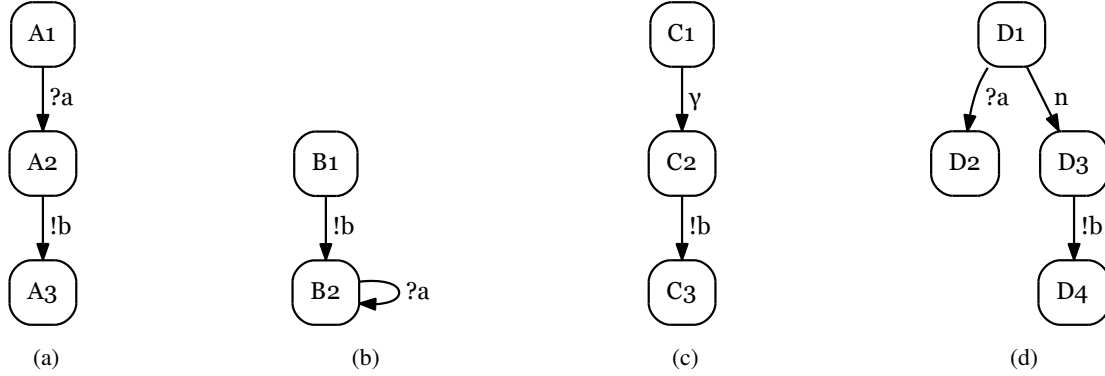 A1
?a
A2
!b
A3
(a)
B1
!b
B2
?a
(b)
C1
γ
C2
!b
C3
(c)
D1
?a
n
D2
D3
!b
D4
(d)